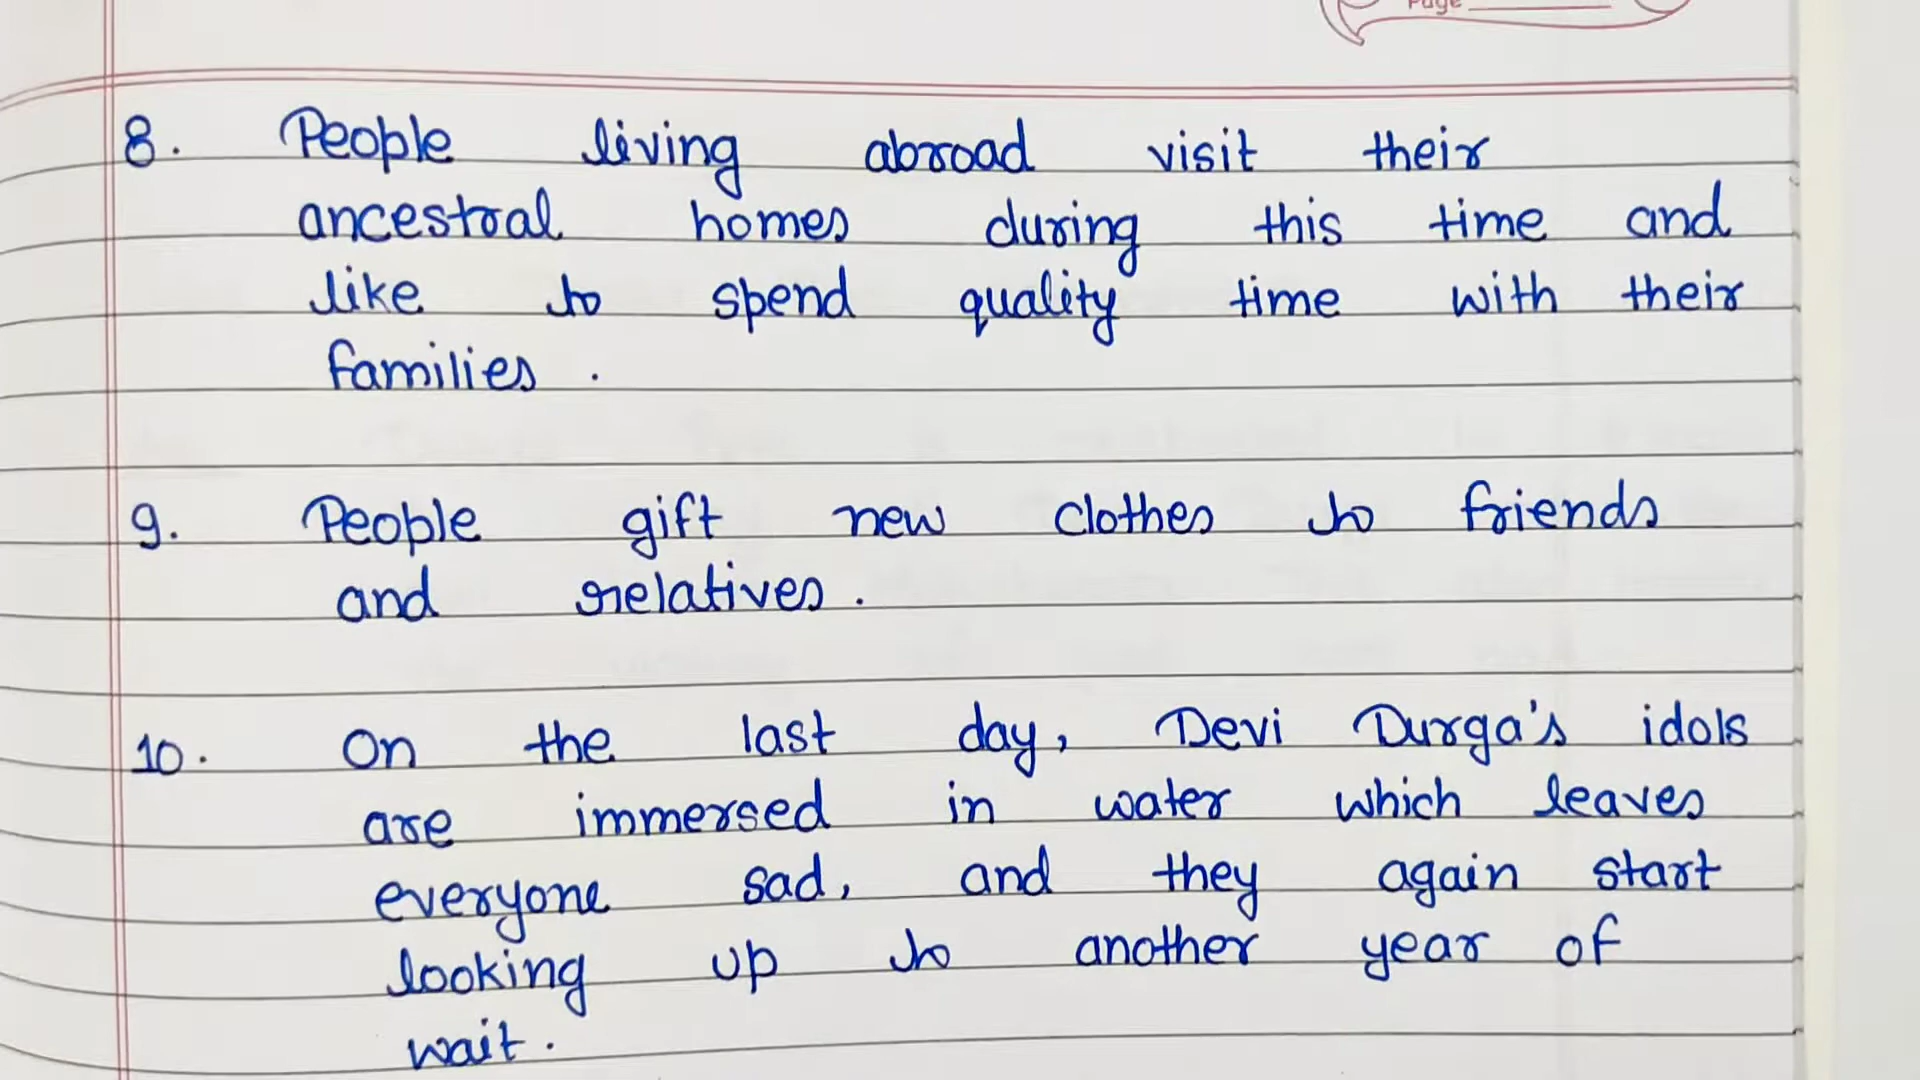 Page
8. People living abroad visit their
ancestral homes during this time and
like to spend quality time with their
families.
9. People gift new clothes to friends
and relatives.
10. On the last day, Devi Durga's idols
are immersed in water which leaves
everyone sad, and they again start
looking up to another year of
wait.